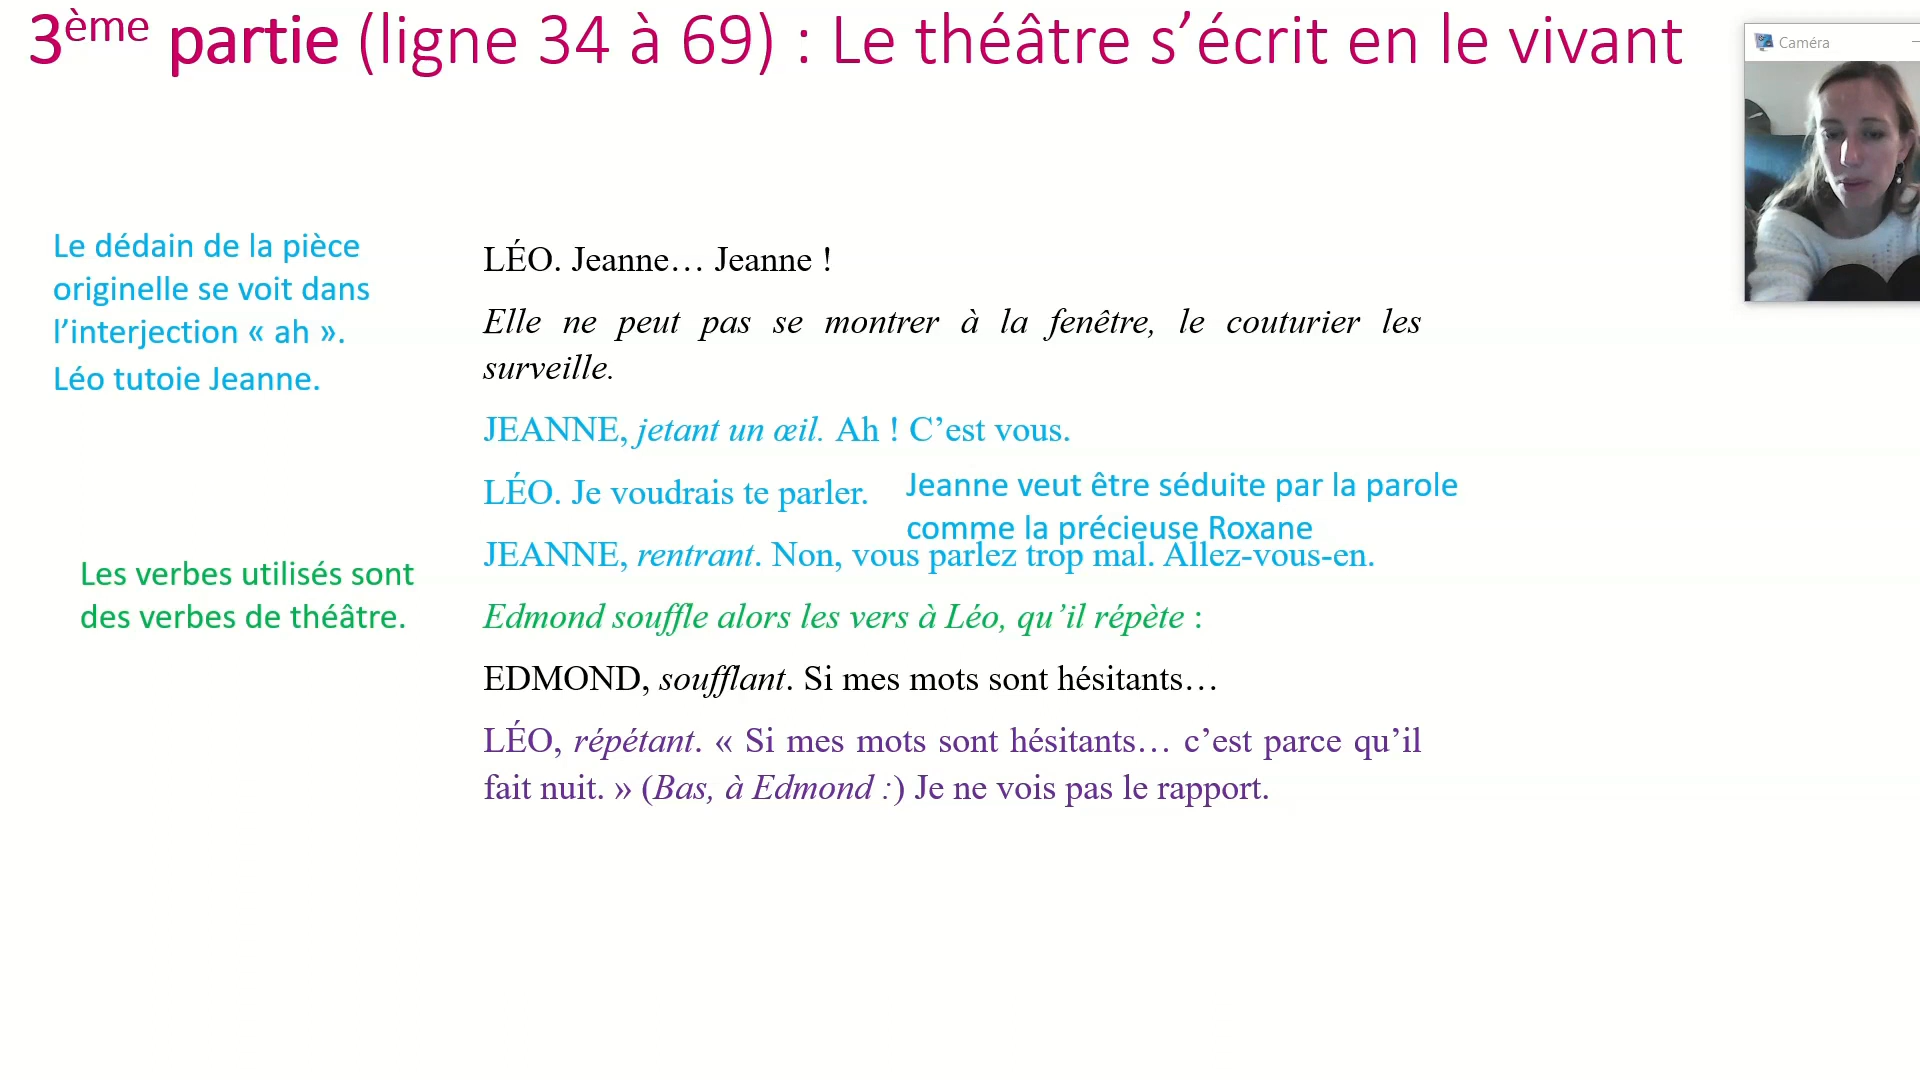 3ème partie (ligne 34 à 69) : Le théâtre s’écrit en le vivant
Caméra
Le dédain de la pièce
originelle se voit dans
l’interjection « ah ».
Léo tutoie Jeanne.
LÉO. Jeanne… Jeanne !
Elle ne peut pas se montrer à la fenêtre, le couturier les
surveille.
JEANNE, jetant un œil. Ah ! C’est vous.
LÉO. Je voudrais te parler.
Jeanne veut être séduite par la parole
comme la précieuse Roxane
JEANNE, rentrant. Non, vous parlez trop mal. Allez-vous-en.
Les verbes utilisés sont
des verbes de théâtre.
Edmond souffle alors les vers à Léo, qu’il répète :
EDMOND, soufflant. Si mes mots sont hésitants…
LÉO, répétant. « Si mes mots sont hésitants… c’est parce qu’il
fait nuit. » (Bas, à Edmond :) Je ne vois pas le rapport.